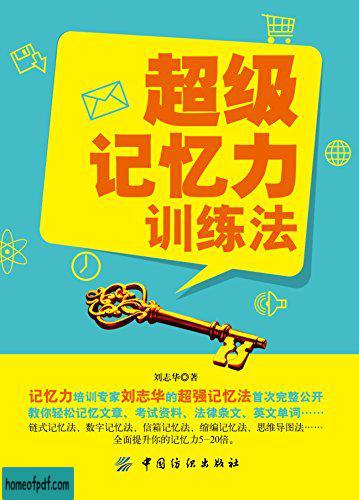 超级
记忆力
训练法
刘志华◎著
记忆力培训专家刘志华的超强记忆法首次完整公开
教你轻松记忆文章、考试资料、法律条文、英文单词……
链式记忆法、数字记忆法、信箱记忆法、缩编记忆法、思维导图法……
全面提升你的记忆力5-20倍。
中国纺织出版社
homeofpdf.com